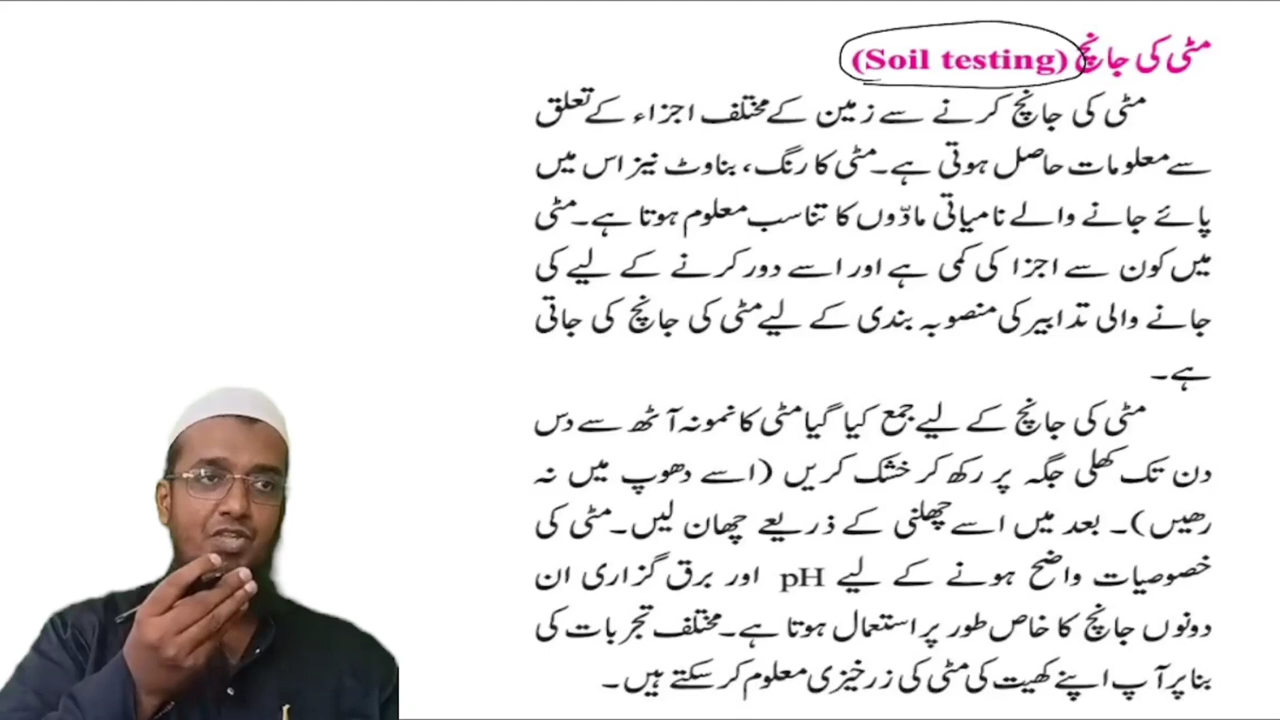 مٹی کی جانچ (Soil testing)
مٹی کی جانچ کرنے سے زمین کے مختلف اجزاء کے تعلق
سے معلومات حاصل ہوتی ہے۔ مٹی کا رنگ، بناوٹ نیز اس میں
پائے جانے والے نامیاتی مادّوں کا تناسب معلوم ہوتا ہے۔ مٹی
میں کون سے اجزا کی کمی ہے اور اسے دور کرنے کے لیے کی
جانے والی تدابیر کی منصوبہ بندی کے لیے مٹی کی جانچ کی جاتی
ہے۔
مٹی کی جانچ کے لیے جمع کیا گیا مٹی کا نمونہ آٹھ سے دس
دن تک کھلی جگہ پر رکھ کر خشک کریں (اسے دھوپ میں نہ
رھیں)۔ بعد میں اسے چھلنی کے ذریعے چھان لیں۔ مٹی کی
خصوصیات واضح ہونے کے لیے pH اور برق گزاری ان
دونوں جانچ کا خاص طور پر استعمال ہوتا ہے۔ مختلف تجربات کی
بنا پر آپ اپنے کھیت کی مٹی کی زرخیزی معلوم کر سکتے ہیں۔